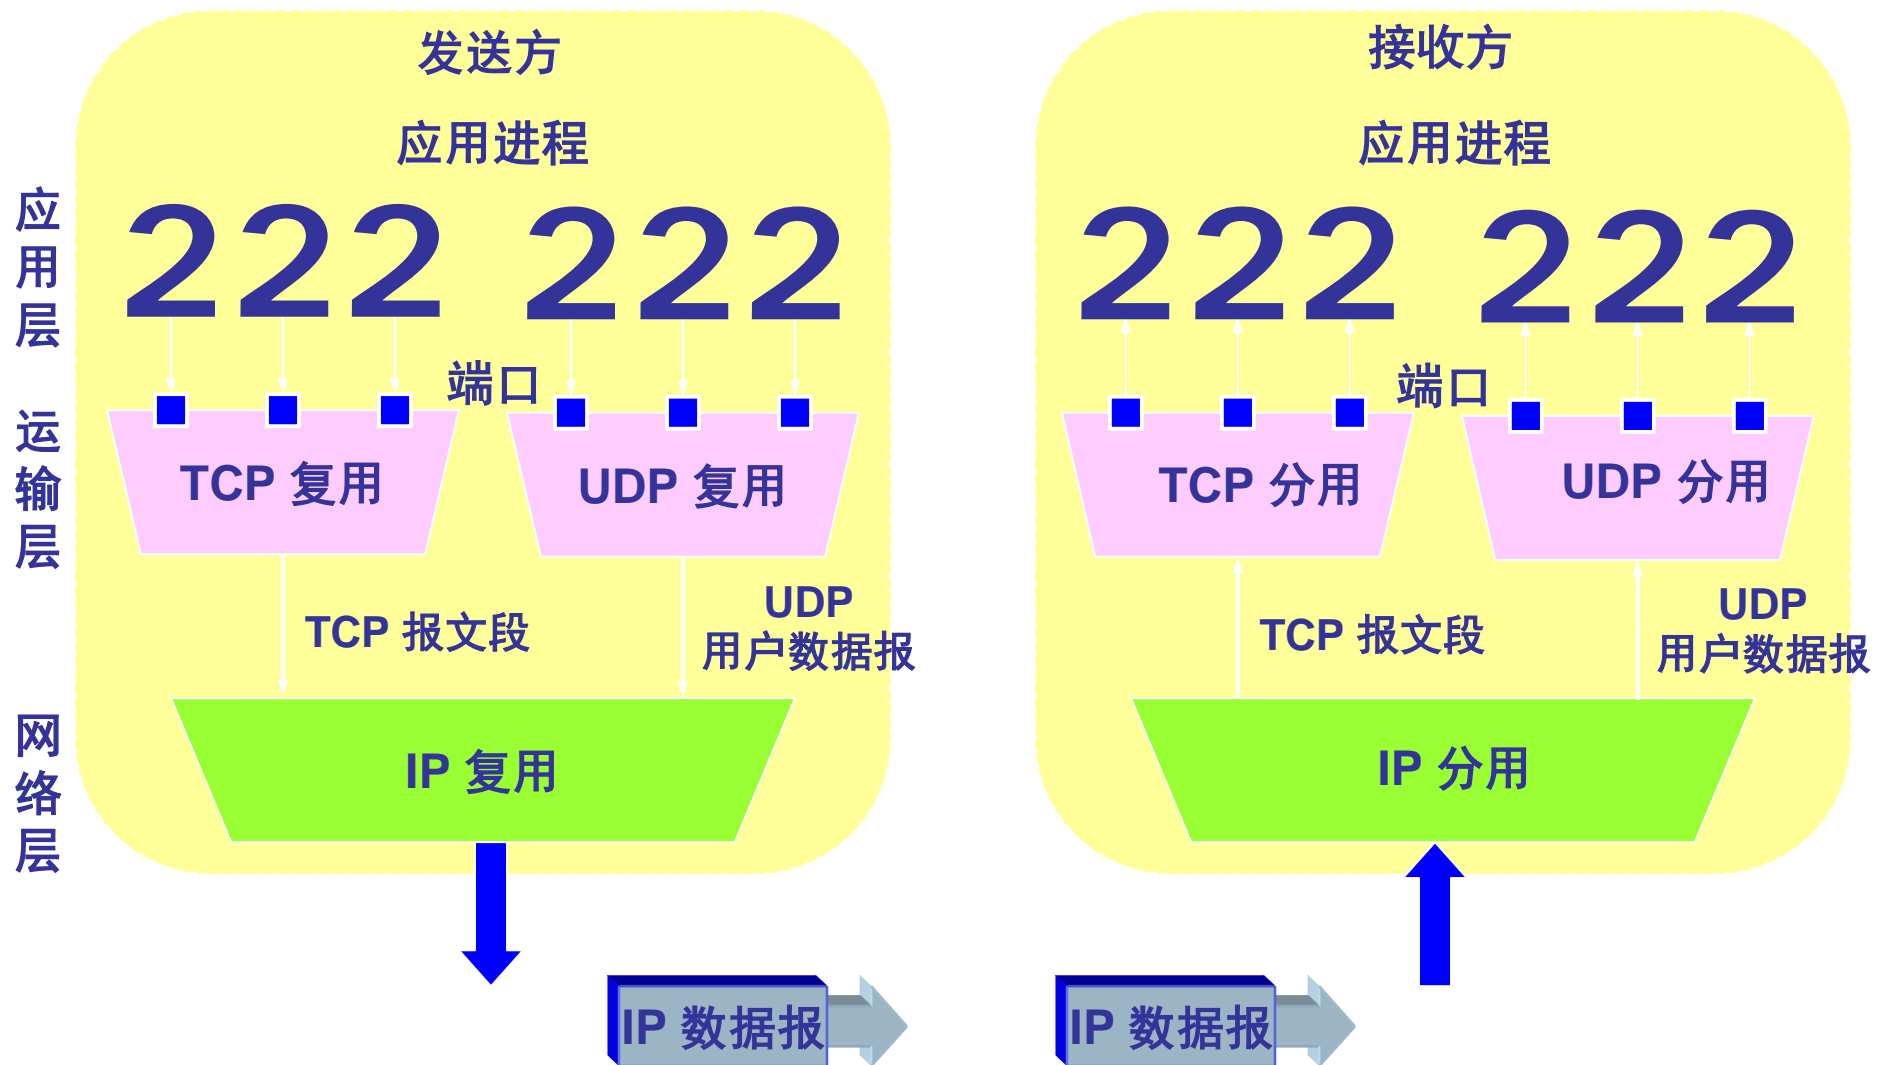 发送方
接收方
应用进程
应用进程
应用层
222 222
222 222
端口
端口
运输层
TCP 复用
UDP 复用
TCP 分用
UDP 分用
TCP 报文段
UDP
用户数据报
TCP 报文段
UDP
用户数据报
网络层
IP 复用
IP 分用
IP 数据报
IP 数据报